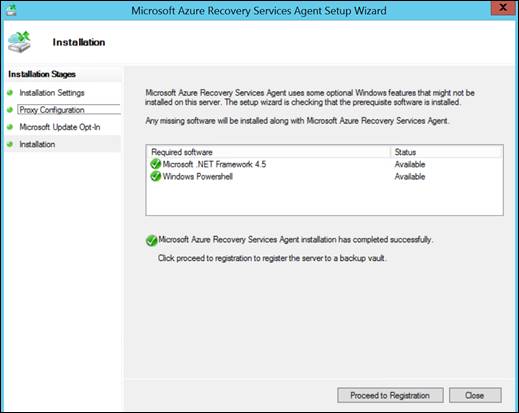 Microsoft Azure Recovery Services Agent Setup Wizard
Installation
Installation Stages
Installation Settings
Proxy Configuration
Microsoft Update Opt-In
Installation
Microsoft Azure Recovery Services Agent uses some optional Windows features that might not be
installed on this server. The setup wizard is checking that the prerequisite software is installed.
Any missing software will be installed along with Microsoft Azure Recovery Services Agent.
Required software Status
Microsoft .NET Framework 4.5 Available
Windows Powershell Available
Microsoft Azure Recovery Services Agent installation has completed successfully.
Click proceed to registration to register the server to a backup vault.
Proceed to Registration Close